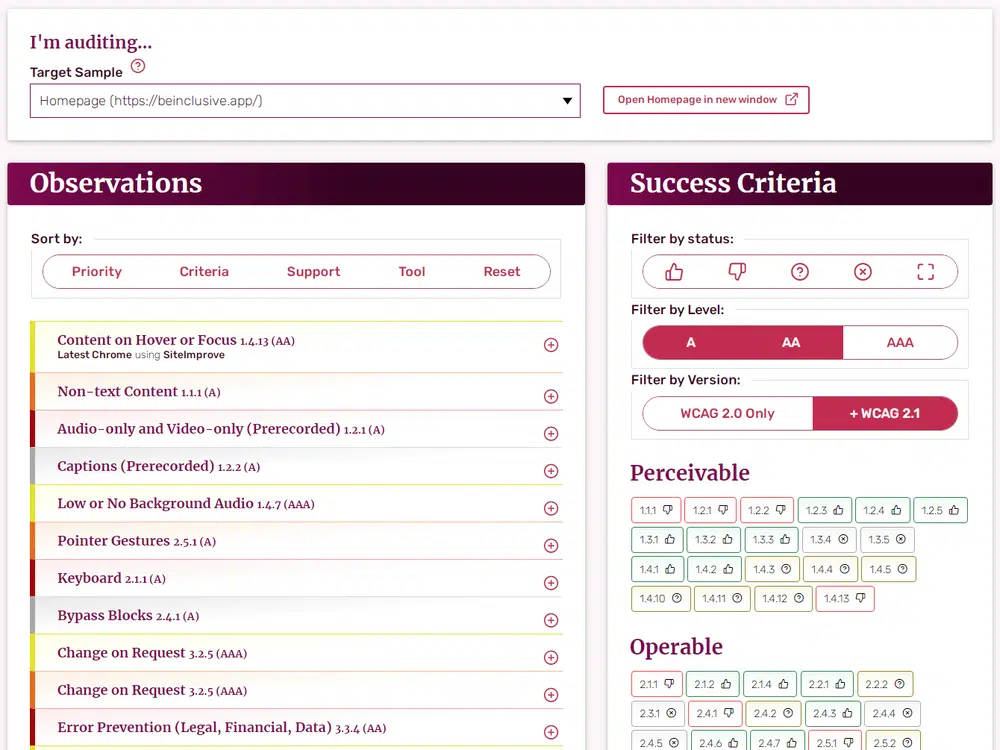 I'm auditing...
Target Sample
Homepage (https://beinclusive.app/)
Open Homepage in new window
Observations
Sort by:
Priority Criteria Support Tool Reset
Content on Hover or Focus 1.4.13 (AA)
Latest Chrome using SiteImprove
Non-text Content 1.1.1 (A)
Audio-only and Video-only (Prerecorded) 1.2.1 (A)
Captions (Prerecorded) 1.2.2 (A)
Low or No Background Audio 1.4.7 (AAA)
Pointer Gestures 2.5.1 (A)
Keyboard 2.1.1 (A)
Bypass Blocks 2.4.1 (A)
Change on Request 3.2.5 (AAA)
Change on Request 3.2.5 (AAA)
Error Prevention (Legal, Financial, Data) 3.3.4 (AA)
Success Criteria
Filter by status:
Filter by Level:
A AA AAA
Filter by Version:
WCAG 2.0 Only + WCAG 2.1
Perceivable
1.1.1 1.2.1 1.2.2 1.2.3 1.2.4 1.2.5
1.3.1 1.3.2 1.3.3 1.3.4 1.3.5
1.4.1 1.4.2 1.4.3 1.4.4 1.4.5
1.4.10 1.4.11 1.4.12 1.4.13
Operable
2.1.1 2.1.2 2.1.4 2.2.1 2.2.2
2.3.1 2.4.1 2.4.2 2.4.3 2.4.4
2.4.5 2.4.6 2.4.7 2.5.1 2.5.2